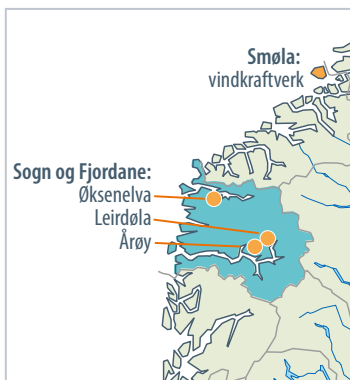 Smøla:
vindkraftverk
Sogn og Fjordane:
Øksenelva
Leirdøla
Årøy